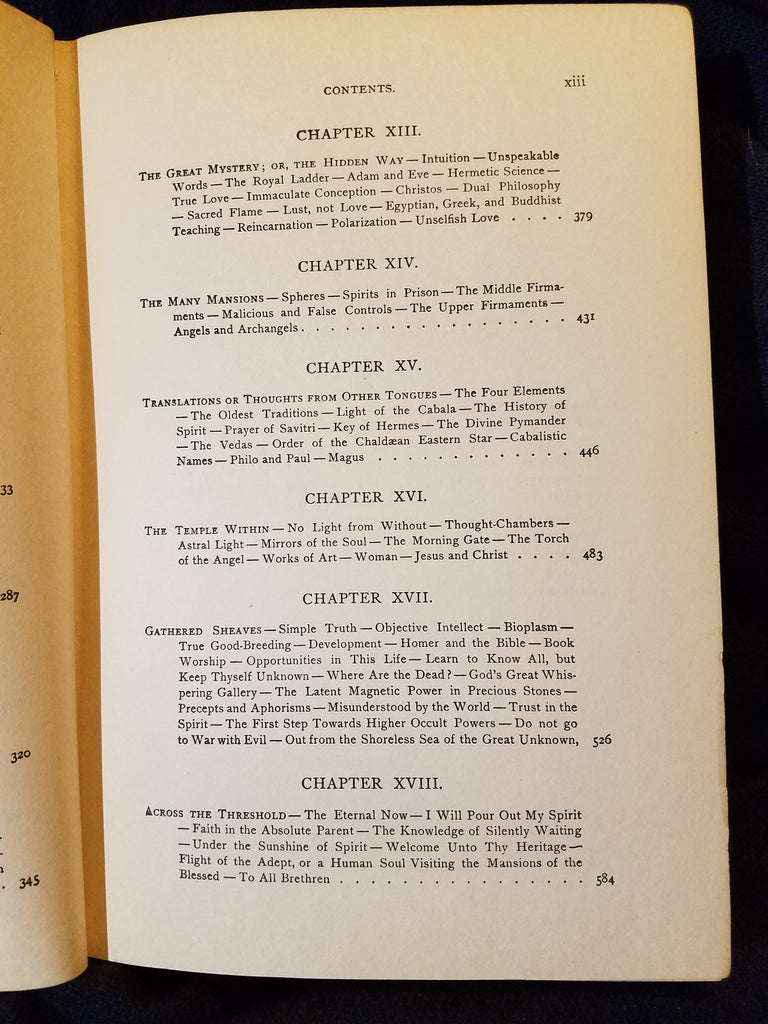 33
287
320
. 345
CONTENTS.
xiii
CHAPTER XIII.
THE GREAT MYSTERY; OR, THE HIDDEN WAY — Intuition — Unspeakable
Words — The Royal Ladder — Adam and Eve — Hermetic Science —
True Love — Immaculate Conception — Christos — Dual Philosophy
— Sacred Flame — Lust, not Love — Egyptian, Greek, and Buddhist
Teaching — Reincarnation — Polarization — Unselfish Love . . . . 379
CHAPTER XIV.
THE MANY MANSIONS — Spheres — Spirits in Prison — The Middle Firma-
ments — Malicious and False Controls — The Upper Firmaments —
Angels and Archangels . . . . . . . . . . . . . . . . . 431
CHAPTER XV.
TRANSLATIONS OR THOUGHTS FROM OTHER TONGUES — The Four Elements
— The Oldest Traditions — Light of the Cabala — The History of
Spirit — Prayer of Savitri — Key of Hermes — The Divine Pymander
— The Vedas — Order of the Chaldæan Eastern Star — Cabalistic
Names — Philo and Paul — Magus . . . . . . . . . . . . . 446
CHAPTER XVI.
THE TEMPLE WITHIN — No Light from Without — Thought-Chambers —
Astral Light — Mirrors of the Soul — The Morning Gate — The Torch
of the Angel — Works of Art — Woman — Jesus and Christ . . . . 483
CHAPTER XVII.
GATHERED SHEAVES — Simple Truth — Objective Intellect — Bioplasm —
True Good-Breeding — Development — Homer and the Bible — Book
Worship — Opportunities in This Life — Learn to Know All, but
Keep Thyself Unknown — Where Are the Dead? — God's Great Whis-
pering Gallery — The Latent Magnetic Power in Precious Stones —
Precepts and Aphorisms — Misunderstood by the World — Trust in the
Spirit — The First Step Towards Higher Occult Powers — Do not go
to War with Evil — Out from the Shoreless Sea of the Great Unknown, 526
CHAPTER XVIII.
ACROSS THE THRESHOLD — The Eternal Now — I Will Pour Out My Spirit
— Faith in the Absolute Parent — The Knowledge of Silently Waiting
— Under the Sunshine of Spirit — Welcome Unto Thy Heritage —
Flight of the Adept, or a Human Soul Visiting the Mansions of the
Blessed — To All Brethren . . . . . . . . . . . . . . . 584